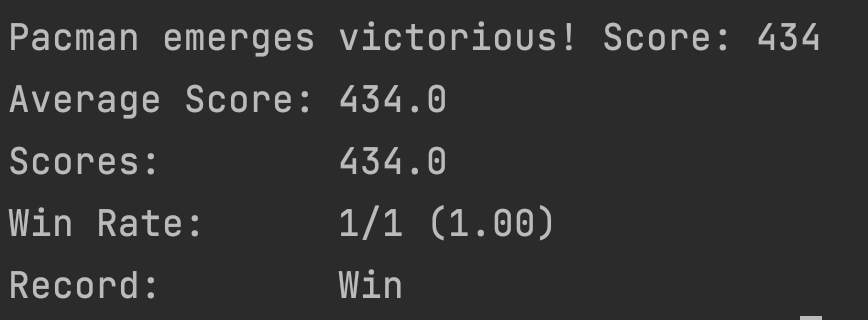 Pacman emerges victorious! Score: 434
Average Score: 434.0
Scores:        434.0
Win Rate:      1/1 (1.00)
Record:        Win